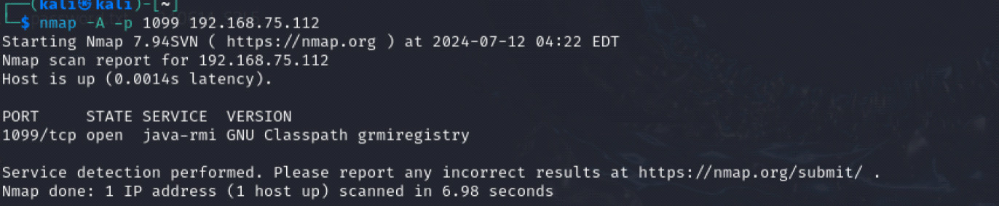 ┌──(kali㉿kali)-[~]
└─$ nmap -A -p 1099 192.168.75.112
Starting Nmap 7.94SVN ( https://nmap.org ) at 2024-07-12 04:22 EDT
Nmap scan report for 192.168.75.112
Host is up (0.0014s latency).
PORT     STATE SERVICE  VERSION
1099/tcp open  java-rmi GNU Classpath grmiregistry
Service detection performed. Please report any incorrect results at https://nmap.org/submit/ .
Nmap done: 1 IP address (1 host up) scanned in 6.98 seconds